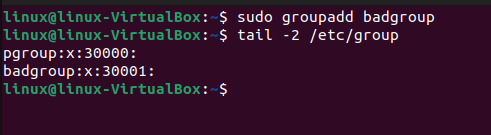 linux@linux-VirtualBox:~$ sudo groupadd badgroup
linux@linux-VirtualBox:~$ tail -2 /etc/group
pgroup:x:30000:
badgroup:x:30001:
linux@linux-VirtualBox:~$